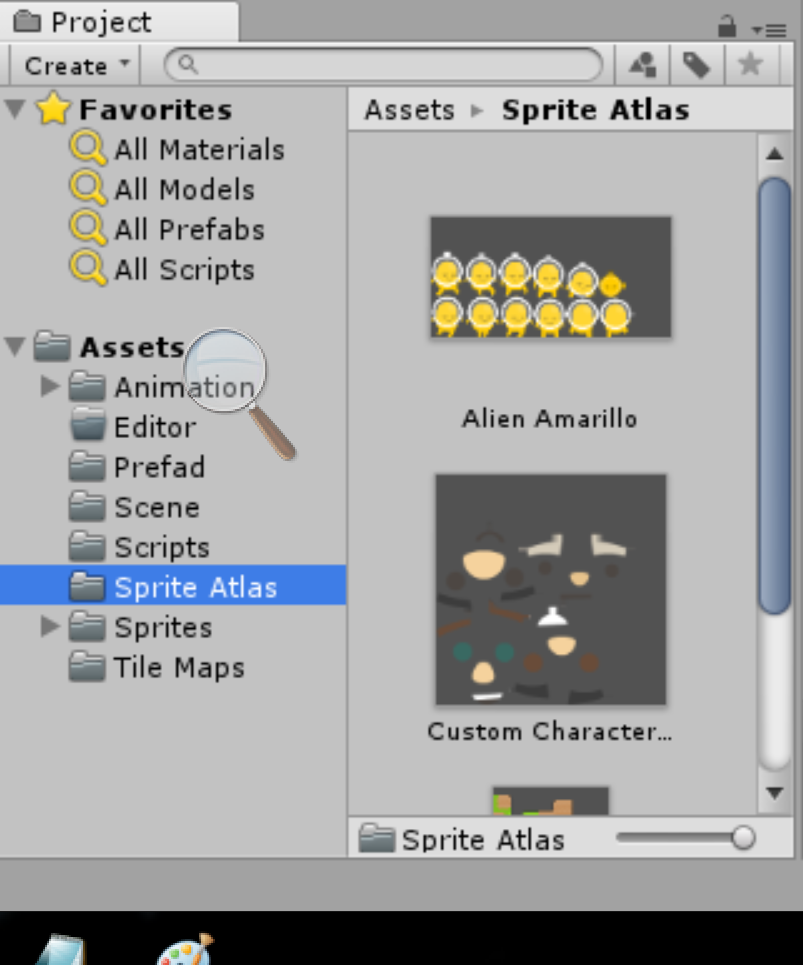 Project
Create
Favorites
All Materials
All Models
All Prefabs
All Scripts
Assets
Animation
Editor
Prefad
Scene
Scripts
Sprite Atlas
Sprites
Tile Maps
Assets ▸ Sprite Atlas
Alien Amarillo
Custom Character...
Sprite Atlas